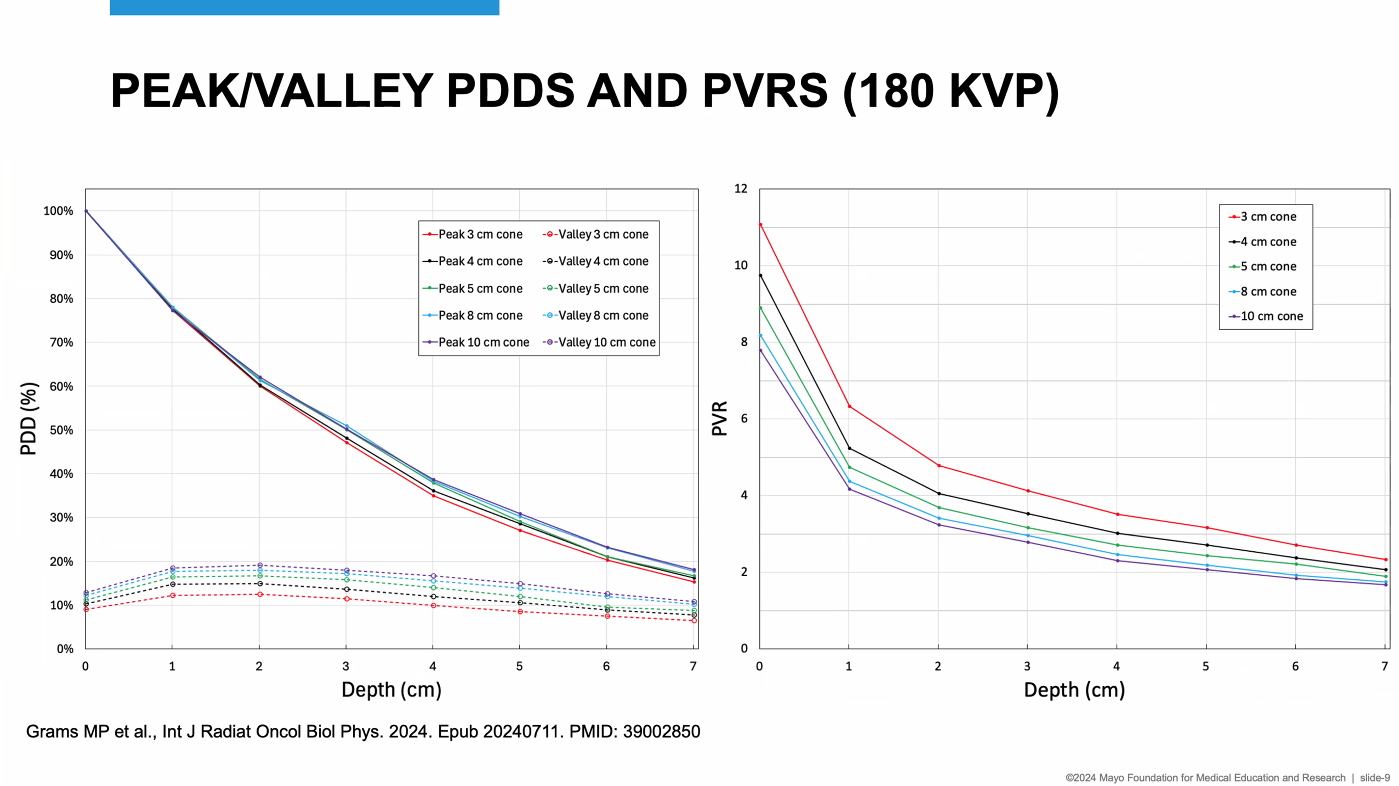 PEAK/VALLEY PDDS AND PVRS (180 KVP)
100%
90%
80%
70%
60%
50%
40%
30%
20%
10%
0%
PDD (%)
0 1 2 3 4 5 6 7
Depth (cm)
Peak 3 cm cone Valley 3 cm cone
Peak 4 cm cone Valley 4 cm cone
Peak 5 cm cone Valley 5 cm cone
Peak 8 cm cone Valley 8 cm cone
Peak 10 cm cone Valley 10 cm cone
12
10
8
6
4
2
0
PVR
0 1 2 3 4 5 6 7
Depth (cm)
3 cm cone
4 cm cone
5 cm cone
8 cm cone
10 cm cone
Grams MP et al., Int J Radiat Oncol Biol Phys. 2024. Epub 20240711. PMID: 39002850
©2024 Mayo Foundation for Medical Education and Research | slide-9